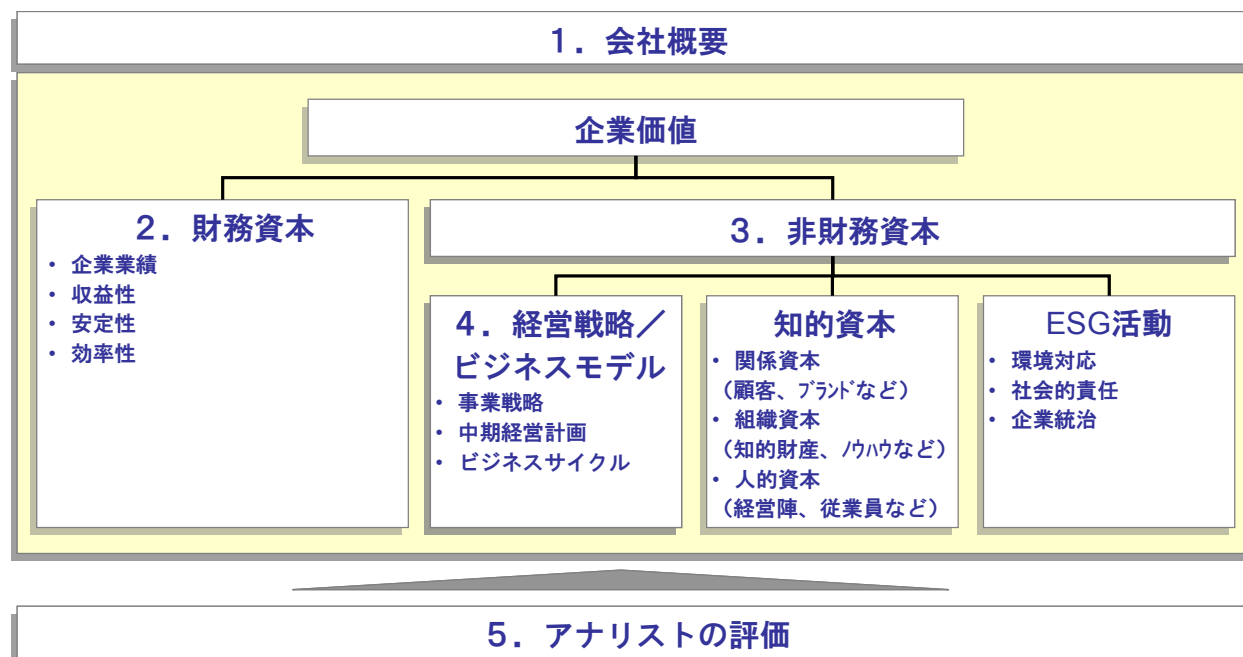 1．会社概要
企業価値
2．財務資本
・ 企業業績
・ 収益性
・ 安定性
・ 効率性
3．非財務資本
4．経営戦略／
ビジネスモデル
・ 事業戦略
・ 中期経営計画
・ ビジネスサイクル
知的資本
・ 関係資本
（顧客、ﾌﾞﾗﾝﾄﾞなど）
・ 組織資本
（知的財産、ﾉｳﾊｳなど）
・ 人的資本
（経営陣、従業員など）
ESG活動
・ 環境対応
・ 社会的責任
・ 企業統治
5．アナリストの評価